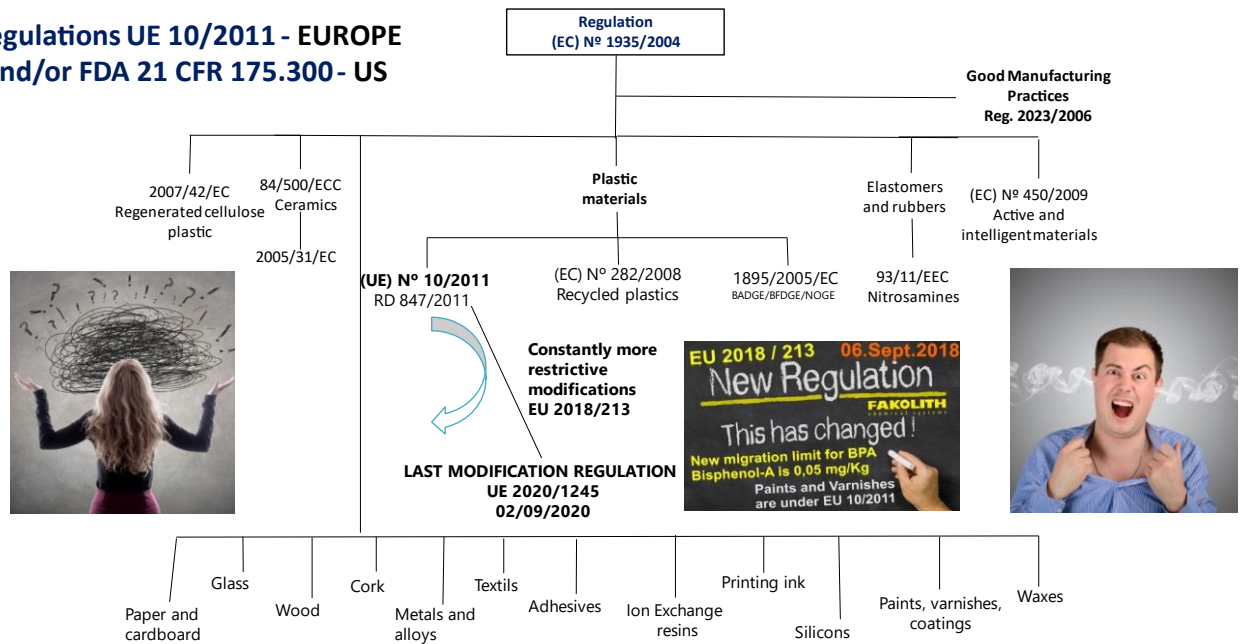 egulations UE 10/2011 - EUROPE
nd/or FDA 21 CFR 175.300 - US
Regulation
(EC) Nº 1935/2004
Good Manufacturing
Practices
Reg. 2023/2006
2007/42/EC
Regenerated cellulose
plastic
84/500/ECC
Ceramics
2005/31/EC
Plastic
materials
Elastomers
and rubbers
(EC) Nº 450/2009
Active and
intelligent materials
(UE) Nº 10/2011
RD 847/2011
(EC) Nº 282/2008
Recycled plastics
1895/2005/EC
BADGE/BFDGE/NOGE
93/11/EEC
Nitrosamines
Constantly more
restrictive
modifications
EU 2018/213
LAST MODIFICATION REGULATION
UE 2020/1245
02/09/2020
EU 2018 / 213 06.Sept.2018
New Regulation
FAKOLITH
chemical systems
This has changed!
New migration limit for BPA
Bisphenol-A is 0,05 mg/Kg
Paints and Varnishes
are under EU 10/2011
Paper and
cardboard
Glass
Wood
Cork
Metals and
alloys
Textils
Adhesives
Ion Exchange
resins
Printing ink
Silicons
Paints, varnishes,
coatings
Waxes